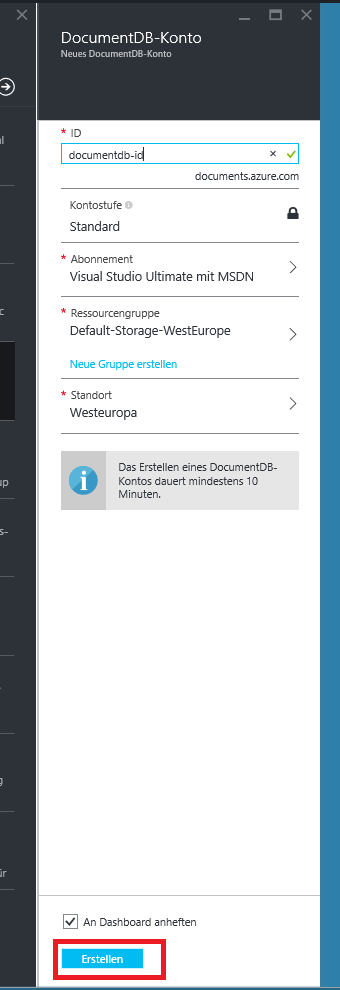 DocumentDB-Konto
Neues DocumentDB-Konto
* ID
documentdb-id
documents.azure.com
Kontostufe
Standard
* Abonnement
Visual Studio Ultimate mit MSDN
* Ressourcengruppe
Default-Storage-WestEurope
Neue Gruppe erstellen
* Standort
Westeuropa
Das Erstellen eines DocumentDB-
Kontos dauert mindestens 10
Minuten.
An Dashboard anheften
Erstellen